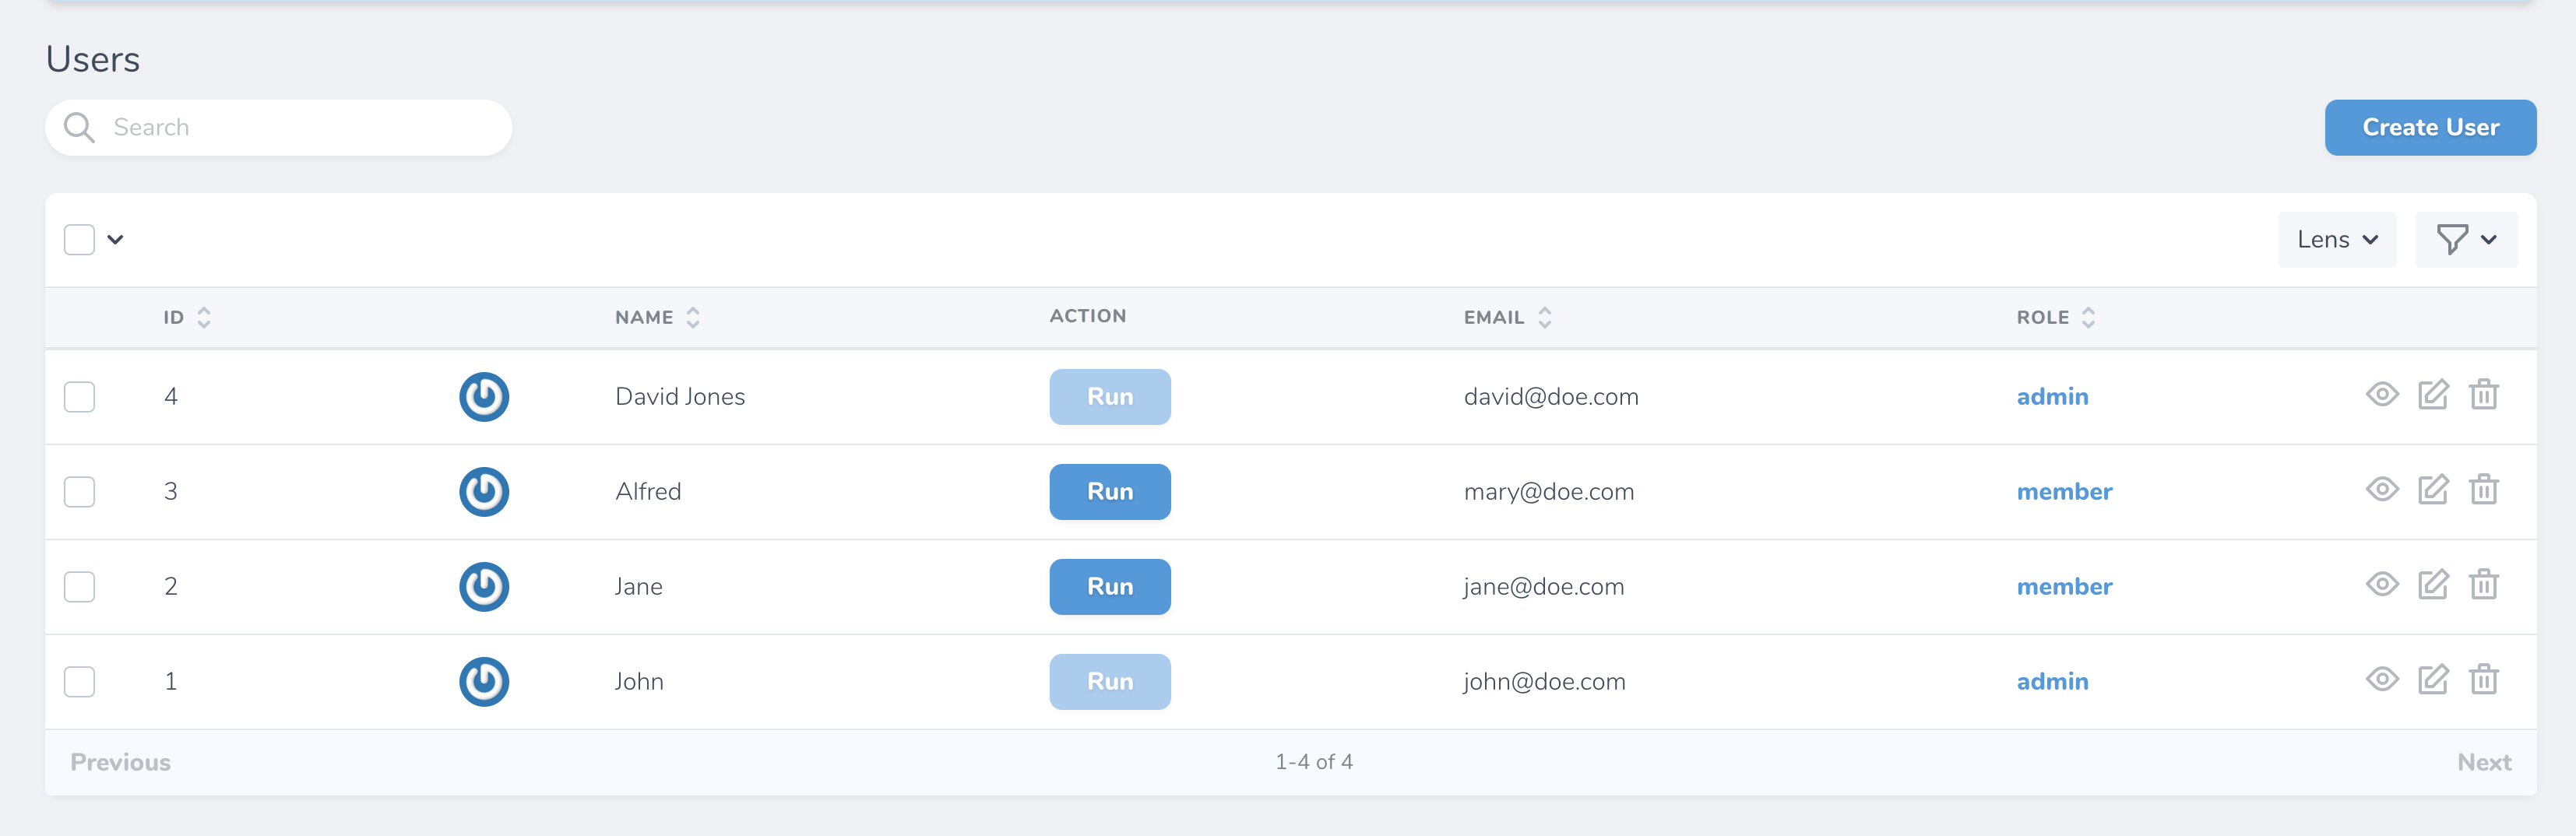 Users
Search
Create User
Lens
ID NAME ACTION EMAIL ROLE
4 David Jones Run david@doe.com admin
3 Alfred Run mary@doe.com member
2 Jane Run jane@doe.com member
1 John Run john@doe.com admin
Previous 1-4 of 4 Next